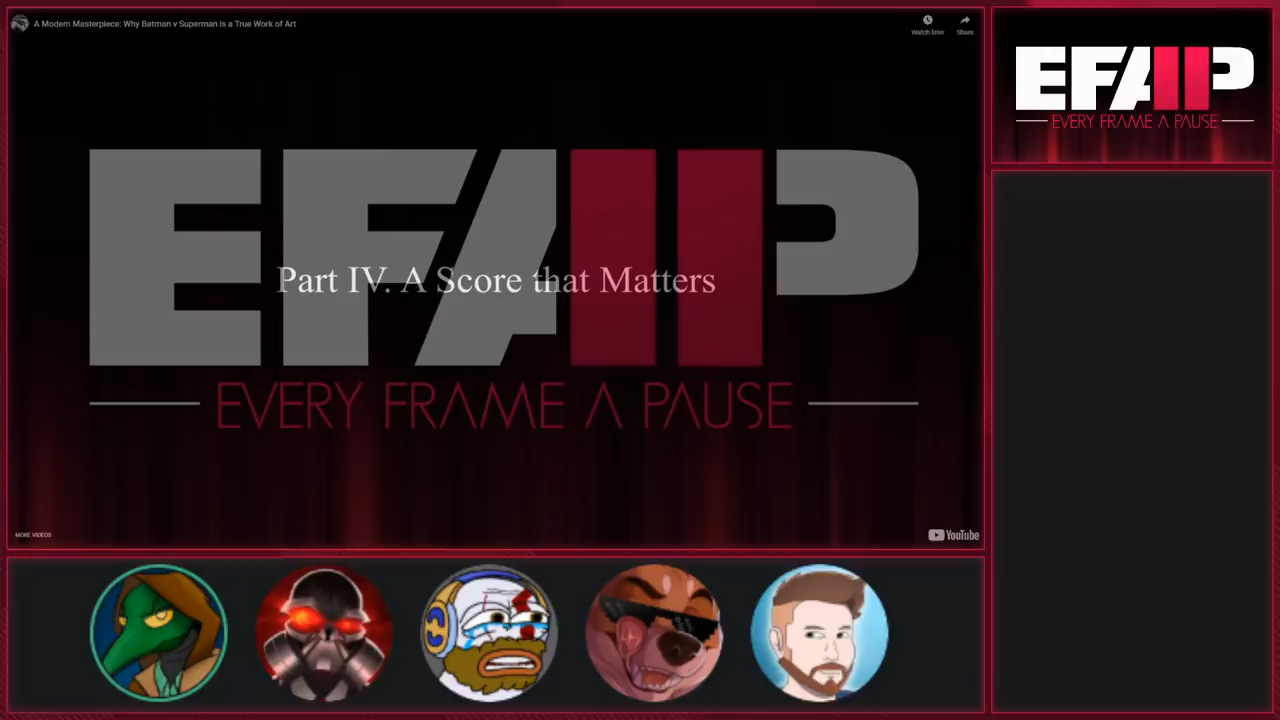 A Modern Masterpiece: Why Batman v Superman is a True Work of Art
Watch later
Share
EFAP
EVERY FRAME A PAUSE
Part IV. A Score that Matters
EFAP
EVERY FRAME A PAUSE
MORE VIDEOS
YouTube